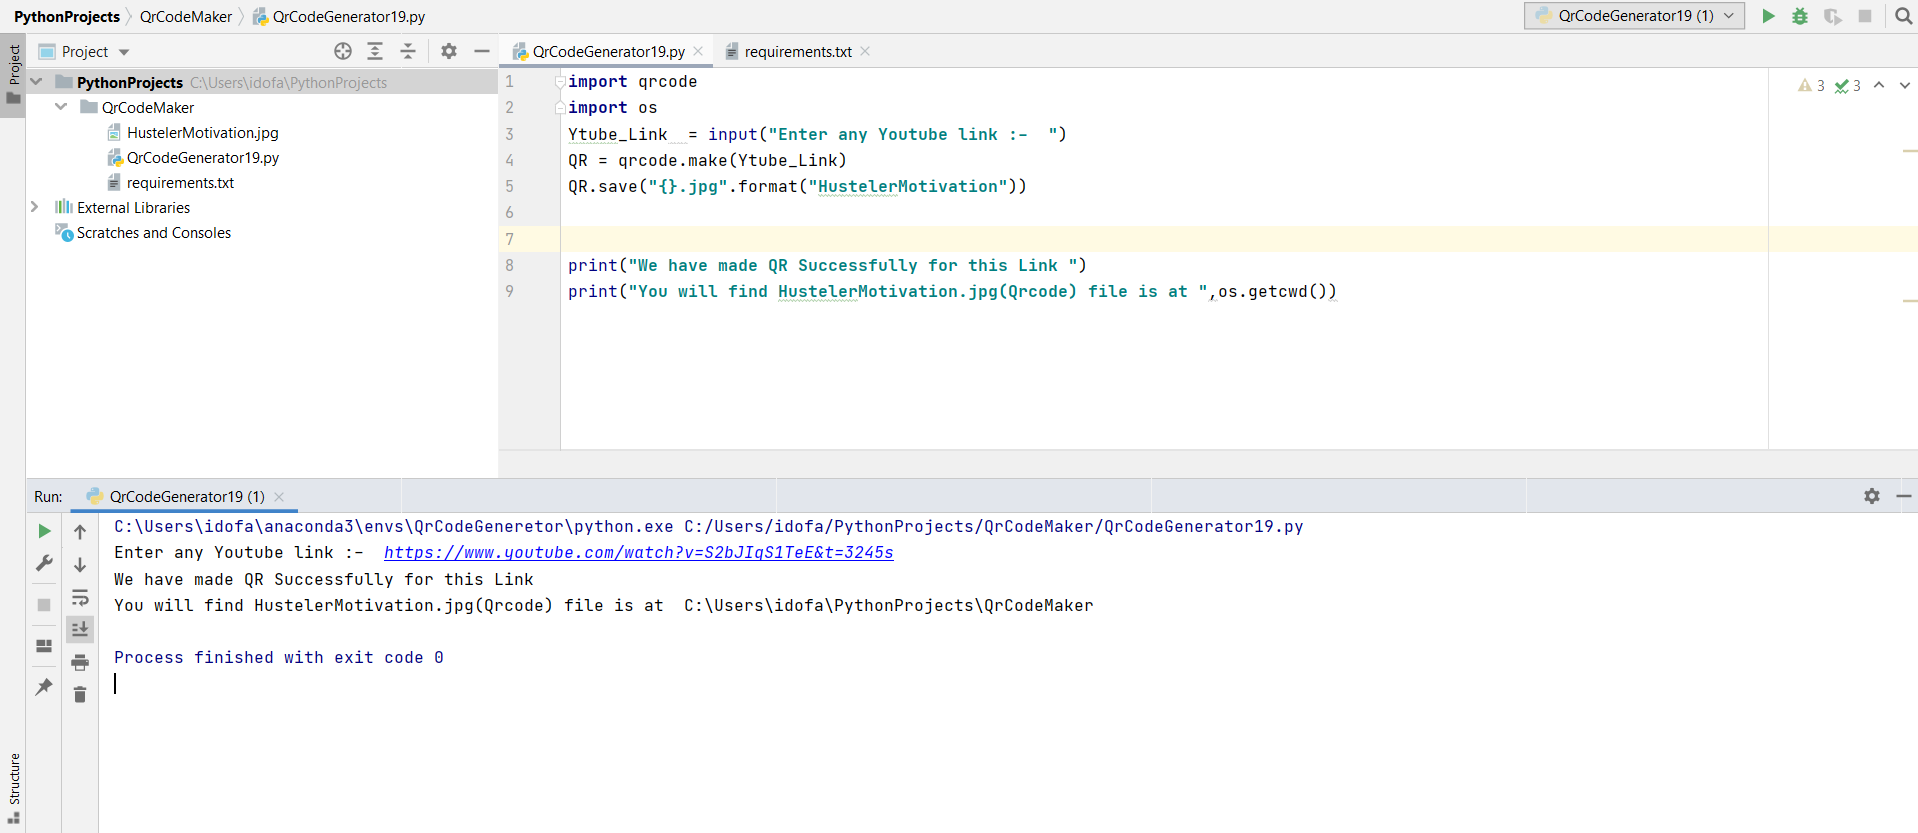 PythonProjects QrCodeMaker QrCodeGenerator19.py
QrCodeGenerator19 (1)
Project
Project
QrCodeGenerator19.py
requirements.txt
PythonProjects C:\Users\idofa\PythonProjects
QrCodeMaker
HustelerMotivation.jpg
QrCodeGenerator19.py
requirements.txt
External Libraries
Scratches and Consoles
3 3
1 import qrcode
2 import os
3 Ytube_Link  = input("Enter any Youtube link :-  ")
4 QR = qrcode.make(Ytube_Link)
5 QR.save("{}.jpg".format("HustelerMotivation"))
6
7
8 print("We have made QR Successfully for this Link ")
9 print("You will find HustelerMotivation.jpg(Qrcode) file is at ",os.getcwd())
Run: QrCodeGenerator19 (1)
C:\Users\idofa\anaconda3\envs\QrCodeGeneretor\python.exe C:/Users/idofa/PythonProjects/QrCodeMaker/QrCodeGenerator19.py
Enter any Youtube link :-  https://www.youtube.com/watch?v=S2bJIqS1TeE&t=3245s
We have made QR Successfully for this Link
You will find HustelerMotivation.jpg(Qrcode) file is at  C:\Users\idofa\PythonProjects\QrCodeMaker
Process finished with exit code 0
Structure